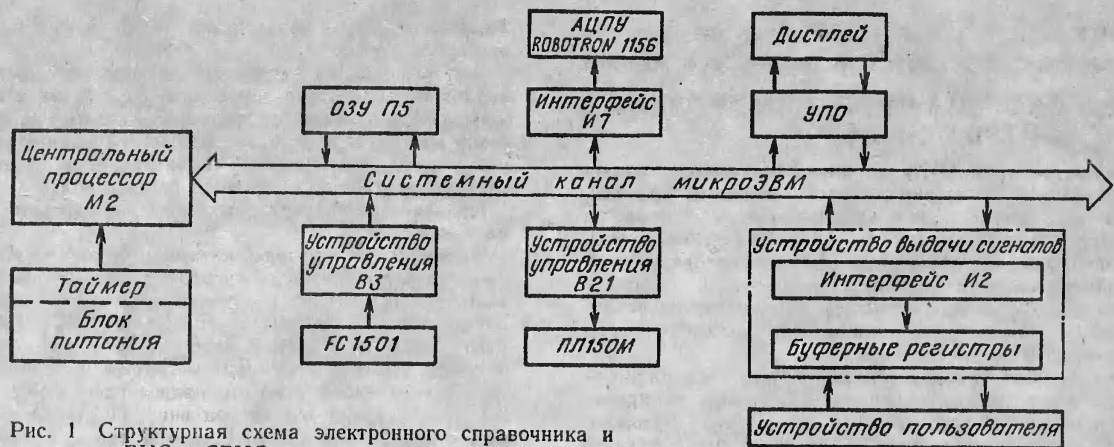 АЦПУ
ROBOTRON 1156
Дисплей
ОЗУ П5
Интерфейс
И7
УПО
Центральный
процессор
М2
Системный канал микроЭВМ
Таймер
Блок
питания
Устройство
управления
В3
Устройство
управления
В21
Устройство выдачи сигналов
Интерфейс И2
FC1501
ПЛ150М
Буферные регистры
Устройство пользователя
Рис. 1 Структурная схема электронного справочника и